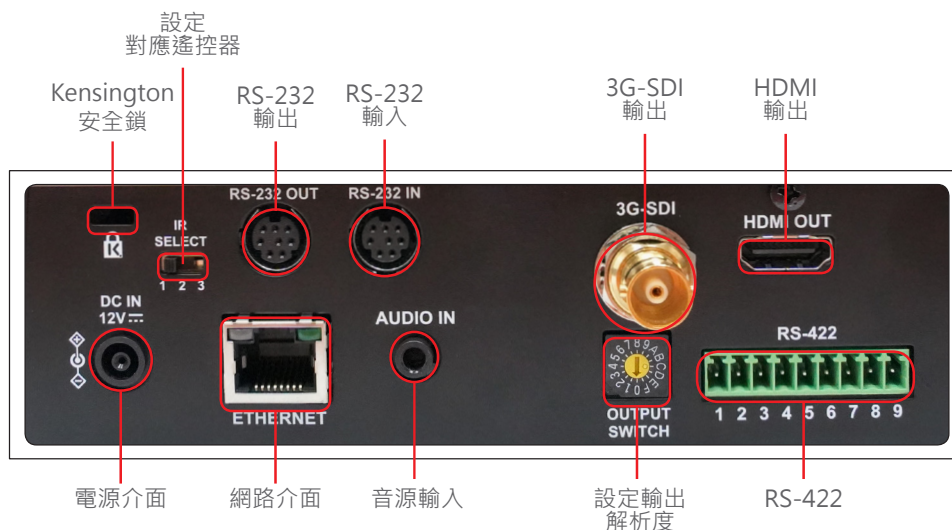 設定
對應遙控器
Kensington
安全鎖
RS-232
輸出
RS-232
輸入
3G-SDI
輸出
HDMI
輸出
RS-232 OUT
RS-232 IN
3G-SDI
HDMI OUT
K
IR
SELECT
1 2 3
DC IN
12V
AUDIO IN
RS-422
0123456789ABCDEF
ETHERNET
OUTPUT
SWITCH
1 2 3 4 5 6 7 8 9
電源介面
網路介面
音源輸入
設定輸出
解析度
RS-422